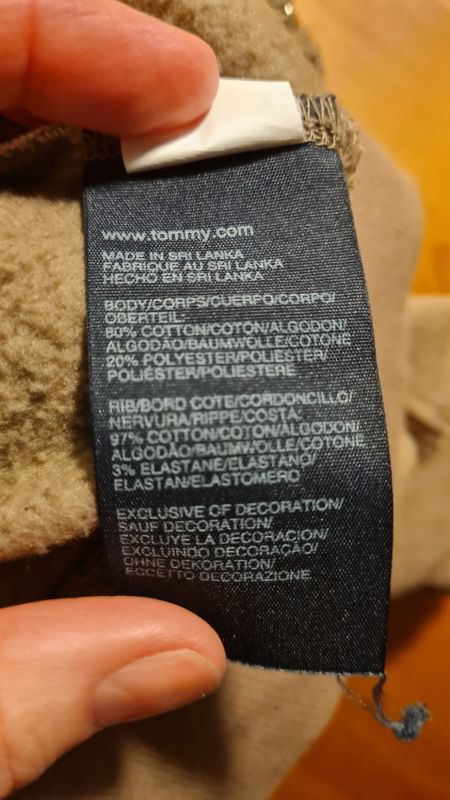 www.tommy.com
MADE IN SRI LANKA
FABRIQUE AU SRI LANKA
HECHO EN SRI LANKA
BODY/CORPS/CUERPO/CORPO/
OBERTEIL:
80% COTTON/COTON/ALGODON/
ALGODÃO/BAUMWOLLE/COTONE
20% POLYESTER/POLIESTER/
POLIÉSTER/POLIESTERE
RIB/BORD COTE/CORDONCILLO/
NERVURA/RIPPE/COSTA:
97% COTTON/COTON/ALGODON/
ALGODÃO/BAUMWOLLE/COTONE
3% ELASTANE/ELASTANO/
ELASTAN/ELASTOMERO
EXCLUSIVE OF DECORATION/
SAUF DECORATION/
EXCLUYE LA DECORACION/
EXCLUINDO DECORAÇÃO/
OHNE DEKORATION/
ECCETTO DECORAZIONE